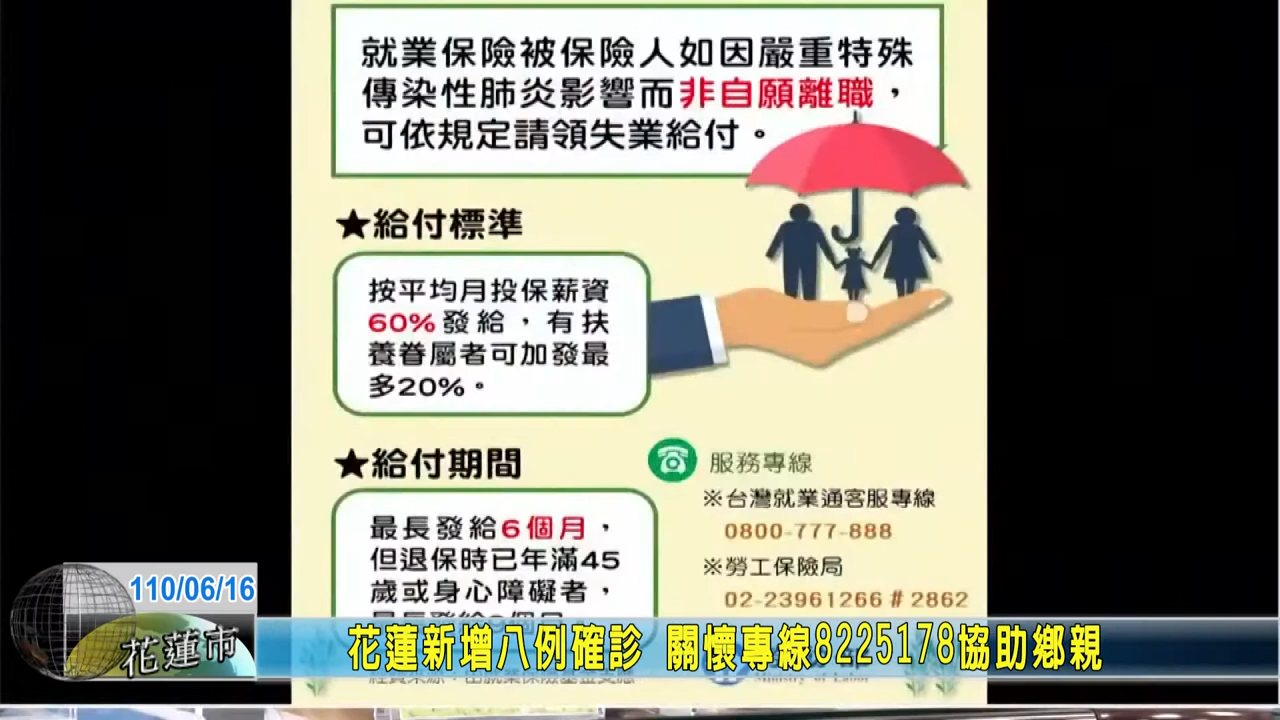 就業保險被保險人如因嚴重特殊
傳染性肺炎影響而非自願離職，
可依規定請領失業給付。
★給付標準
按平均月投保薪資
60%發給，有扶
養眷屬者可加發最
多20%。
★給付期間
最長發給6個月，
但退保時已年滿45
歲或身心障礙者，
服務專線
※台灣就業通客服專線
0800-777-888
※勞工保險局
02-23961266#2862
110/06/16
花蓮市
花蓮新增八例確診 關懷專線8225178協助鄉親